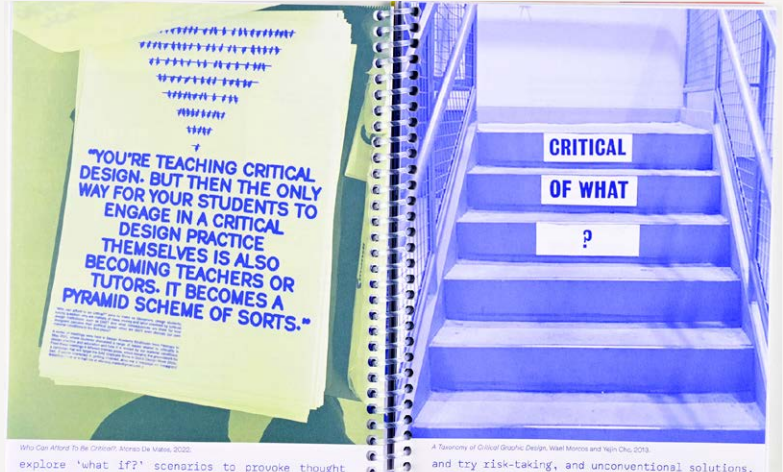 "YOU'RE TEACHING CRITICAL
DESIGN. BUT THEN THE ONLY
WAY FOR YOUR STUDENTS TO
ENGAGE IN A CRITICAL
DESIGN PRACTICE
THEMSELVES IS ALSO
BECOMING TEACHERS OR
TUTORS. IT BECOMES A
PYRAMID SCHEME OF SORTS."
Who Can Afford To Be Critical?, Afonso De Matos, 2022.
explore 'what if?' scenarios to provoke thought
CRITICAL
OF WHAT
?
A Taxonomy of Critical Graphic Design, Wael Morcos and Yejin Cho, 2013.
and try risk-taking, and unconventional solutions.